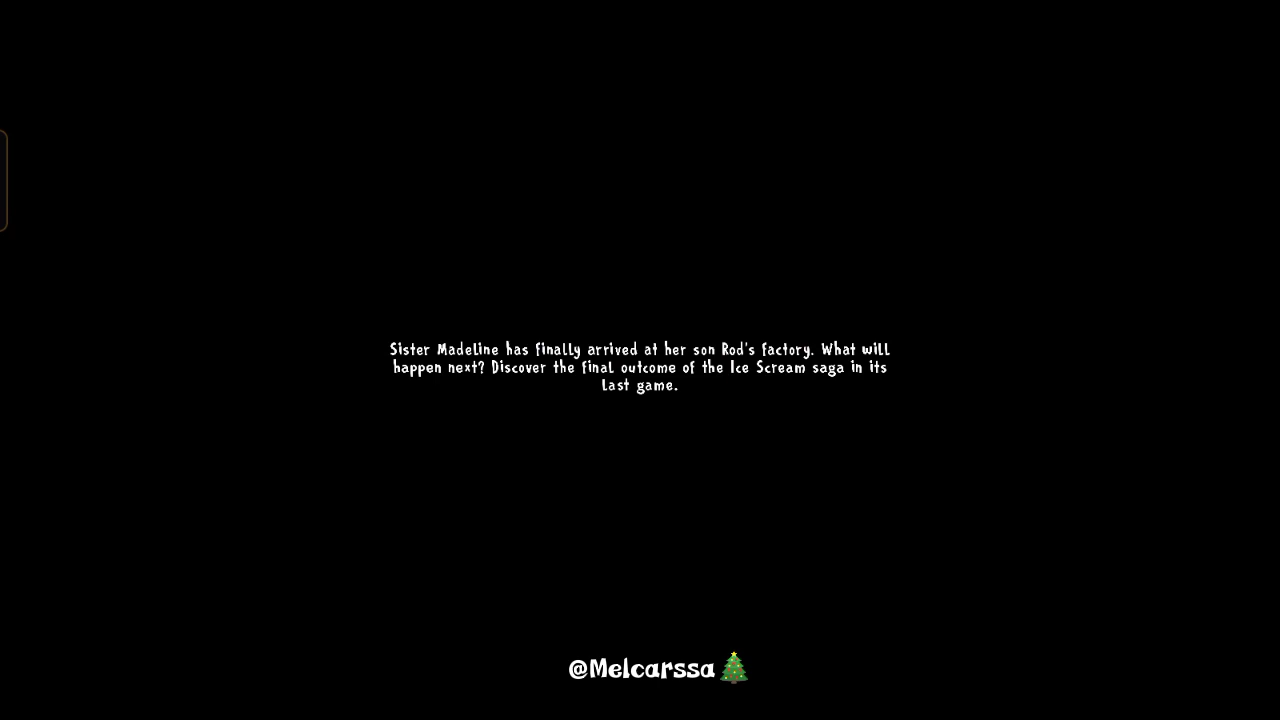 Sister Madeline has finally arrived at her son Rod's factory. What will
happen next? Discover the final outcome of the Ice Scream saga in its
last game.
@Melcarssa🎄